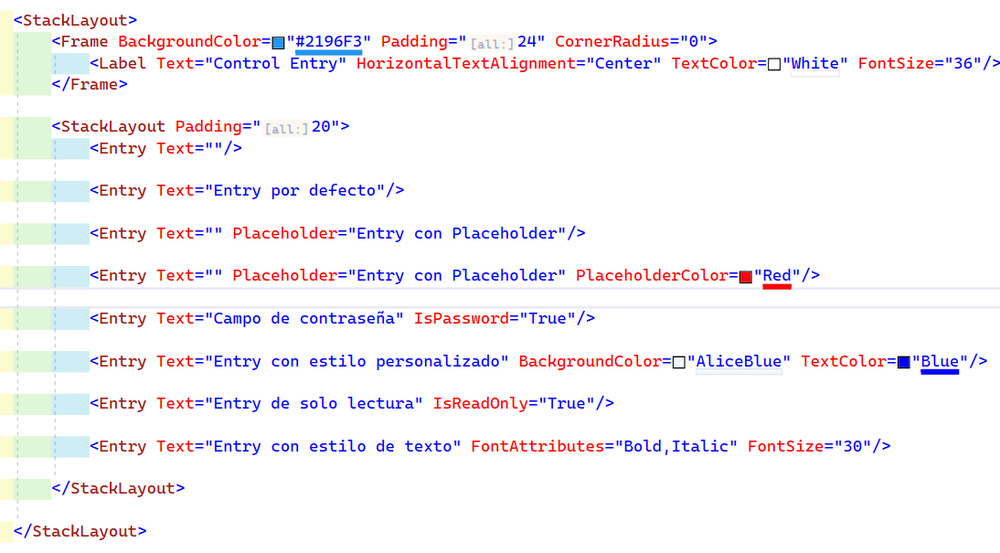 <StackLayout>
<Frame BackgroundColor="#2196F3" Padding="[all:]24" CornerRadius="0">
<Label Text="Control Entry" HorizontalTextAlignment="Center" TextColor="White" FontSize="36"/>
</Frame>
<StackLayout Padding="[all:]20">
<Entry Text=""/>
<Entry Text="Entry por defecto"/>
<Entry Text="" Placeholder="Entry con Placeholder"/>
<Entry Text="" Placeholder="Entry con Placeholder" PlaceholderColor="Red"/>
<Entry Text="Campo de contraseña" IsPassword="True"/>
<Entry Text="Entry con estilo personalizado" BackgroundColor="AliceBlue" TextColor="Blue"/>
<Entry Text="Entry de solo lectura" IsReadOnly="True"/>
<Entry Text="Entry con estilo de texto" FontAttributes="Bold,Italic" FontSize="30"/>
</StackLayout>
</StackLayout>